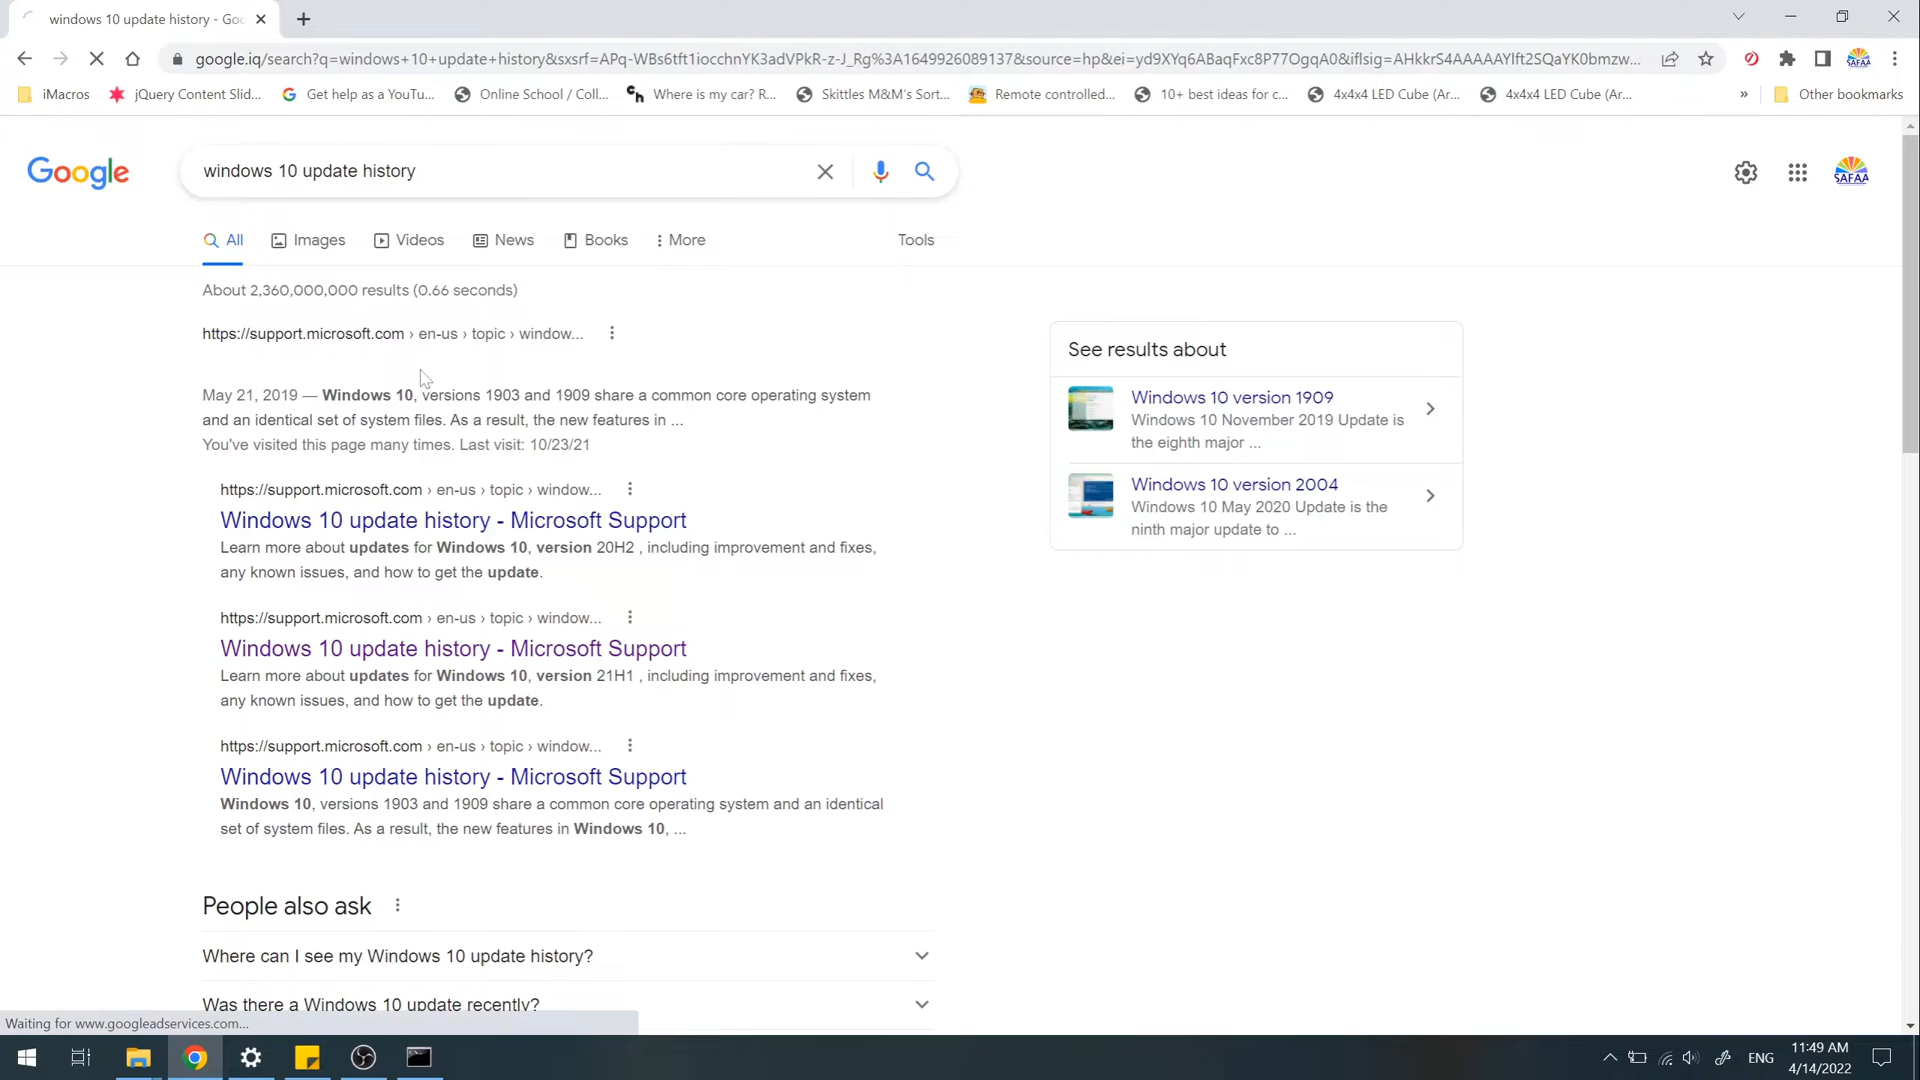 windows 10 update history - Goo
google.iq/search?q=windows+10+update+history&sxsrf=APq-WBs6tft1iocchnYK3adVPkR-z-J_Rg%3A1649926089137&source=hp&ei=yd9XYq6ABaqFxc8P77OgqA0&iflsig=AHkkrS4AAAAAYlft2SQaYK0bmzw...
iMacros
jQuery Content Slid...
Get help as a YouTu...
Online School / Coll...
Where is my car? R...
Skittles M&M's Sort...
Remote controlled...
10+ best ideas for c...
4x4x4 LED Cube (Ar...
4x4x4 LED Cube (Ar...
»
Other bookmarks
Google
windows 10 update history
SAFAA
All
Images
Videos
News
Books
More
Tools
About 2,360,000,000 results (0.66 seconds)
https://support.microsoft.com › en-us › topic › window...
May 21, 2019 — Windows 10, versions 1903 and 1909 share a common core operating system
and an identical set of system files. As a result, the new features in ...
You've visited this page many times. Last visit: 10/23/21
https://support.microsoft.com › en-us › topic › window...
Windows 10 update history - Microsoft Support
Learn more about updates for Windows 10, version 20H2 , including improvement and fixes,
any known issues, and how to get the update.
https://support.microsoft.com › en-us › topic › window...
Windows 10 update history - Microsoft Support
Learn more about updates for Windows 10, version 21H1 , including improvement and fixes,
any known issues, and how to get the update.
https://support.microsoft.com › en-us › topic › window...
Windows 10 update history - Microsoft Support
Windows 10, versions 1903 and 1909 share a common core operating system and an identical
set of system files. As a result, the new features in Windows 10, ...
People also ask
Where can I see my Windows 10 update history?
Was there a Windows 10 update recently?
See results about
Windows 10 version 1909
Windows 10 November 2019 Update is
the eighth major ...
Windows 10 version 2004
Windows 10 May 2020 Update is the
ninth major update to ...
Waiting for www.googleadservices.com...
ENG
11:49 AM
4/14/2022